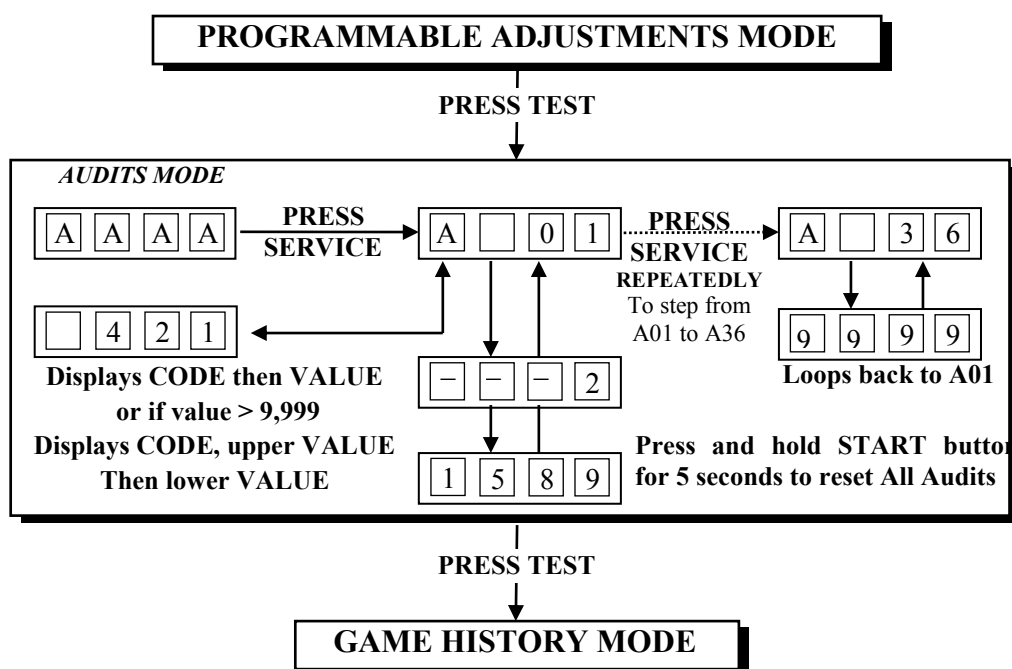 PROGRAMMABLE ADJUSTMENTS MODE
PRESS TEST
AUDITS MODE
A A A A
PRESS
SERVICE
A 0 1
PRESS
SERVICE
REPEATEDLY
To step from
A01 to A36
A 3 6
4 2 1
9 9 9 9
Displays CODE then VALUE
or if value > 9,999
Displays CODE, upper VALUE
Then lower VALUE
– – – 2
1 5 8 9
Loops back to A01
Press and hold START button
for 5 seconds to reset All Audits
PRESS TEST
GAME HISTORY MODE